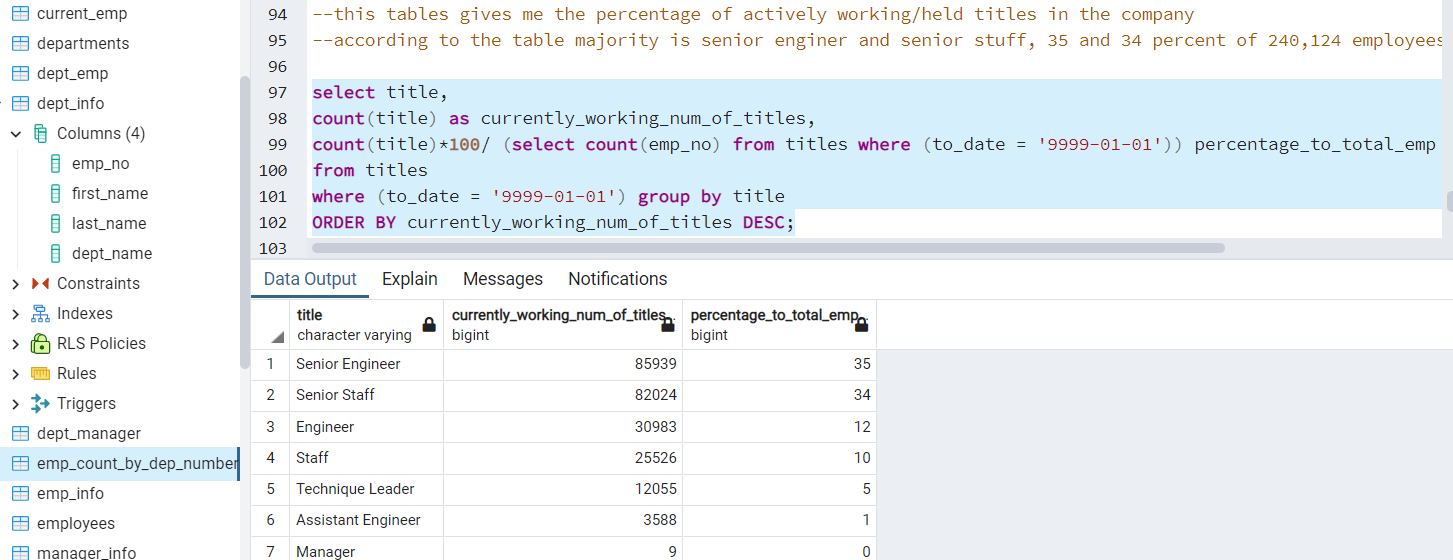 current_emp
departments
dept_emp
dept_info
Columns (4)
emp_no
first_name
last_name
dept_name
Constraints
Indexes
RLS Policies
Rules
Triggers
dept_manager
emp_count_by_dep_number
emp_info
employees
manager_info
94 --this tables gives me the percentage of actively working/held titles in the company
95 --according to the table majority is senior enginer and senior stuff, 35 and 34 percent of 240,124 employees
96
97 select title,
98 count(title) as currently_working_num_of_titles,
99 count(title)*100/ (select count(emp_no) from titles where (to_date = '9999-01-01')) percentage_to_total_emp
100 from titles
101 where (to_date = '9999-01-01') group by title
102 ORDER BY currently_working_num_of_titles DESC;
103
Data Output Explain Messages Notifications
title currently_working_num_of_titles percentage_to_total_emp
character varying bigint bigint
1 Senior Engineer 85939 35
2 Senior Staff 82024 34
3 Engineer 30983 12
4 Staff 25526 10
5 Technique Leader 12055 5
6 Assistant Engineer 3588 1
7 Manager 9 0